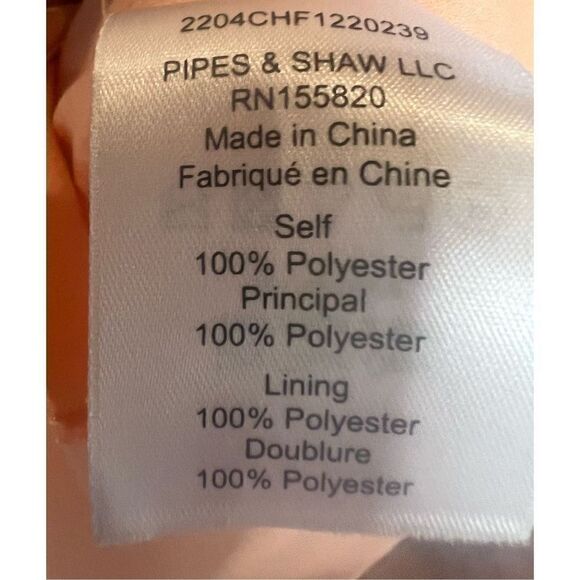 2204CHF1220239
PIPES & SHAW LLC
RN155820
Made in China
Fabriqué en Chine
Self
100% Polyester
Principal
100% Polyester
Lining
100% Polyester
Doublure
100% Polyester